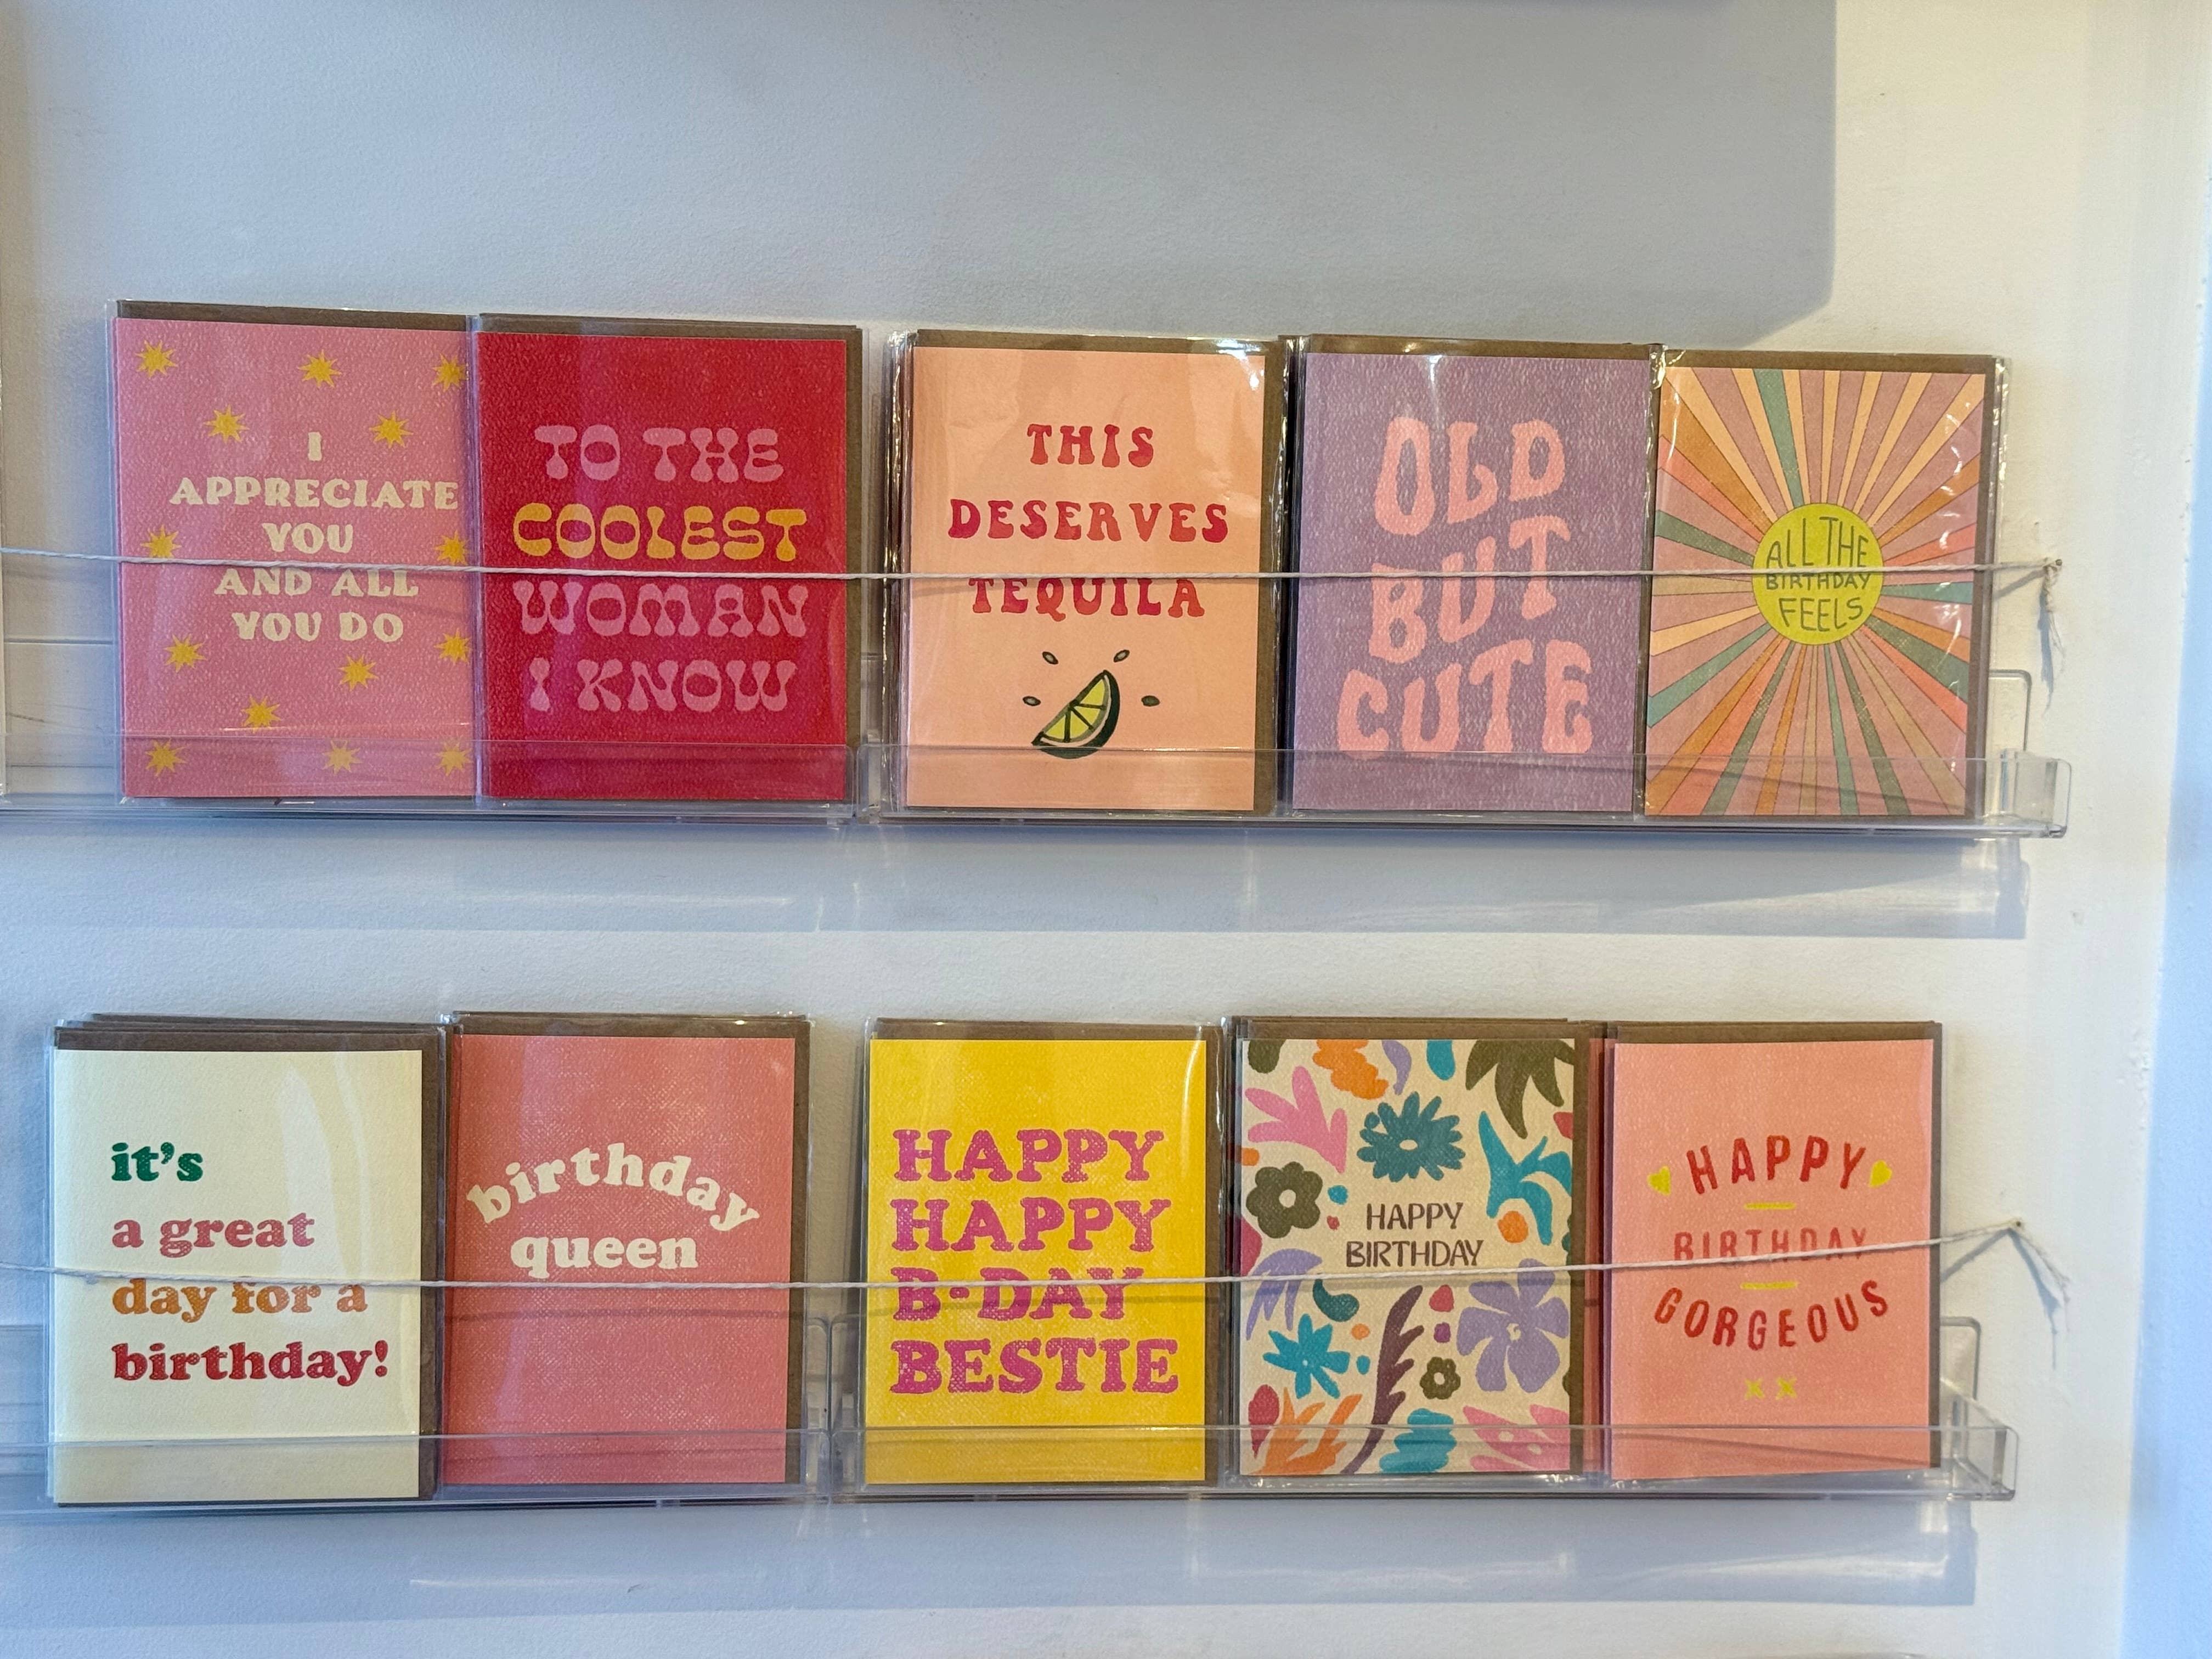 I
APPRECIATE
YOU
AND ALL
YOU DO
TO THE
COOLEST
WOMAN
I KNOW
THIS
DESERVES
TEQUILA
OLD
BUT
CUTE
ALL THE
BIRTHDAY
FEELS
it's
a great
day for a
birthday!
birthday
queen
HAPPY
HAPPY
B-DAY
BESTIE
HAPPY
BIRTHDAY
HAPPY
BIRTHDAY
GORGEOUS
x x